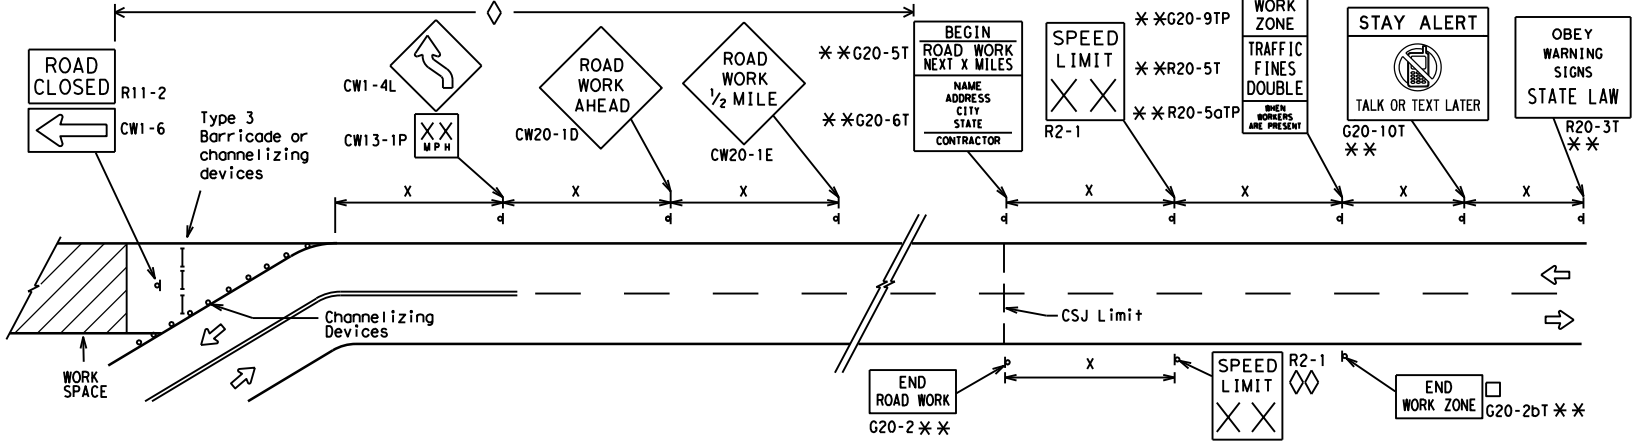 ROAD
CLOSED
R11-2
CW1-6
Type 3
Barricade or
channelizing
devices
CW1-4L
XX
MPH
CW13-1P
ROAD
WORK
AHEAD
CW20-1D
ROAD
WORK
1/2 MILE
CW20-1E
**G20-5T
**G20-6T
BEGIN
ROAD WORK
NEXT X MILES
NAME
ADDRESS
CITY
STATE
CONTRACTOR
SPEED
LIMIT
XX
R2-1
**G20-9TP
**R20-5T
**R20-5aTP
WORK
ZONE
TRAFFIC
FINES
DOUBLE
WHEN
WORKERS
ARE PRESENT
STAY ALERT
TALK OR TEXT LATER
G20-10T
**
OBEY
WARNING
SIGNS
STATE LAW
R20-3T
**
X
X
X
X
X
X
X
Channelizing
Devices
CSJ Limit
WORK
SPACE
X
END
ROAD WORK
G20-2 **
SPEED
LIMIT
XX
R2-1
END
WORK ZONE
G20-2bT **